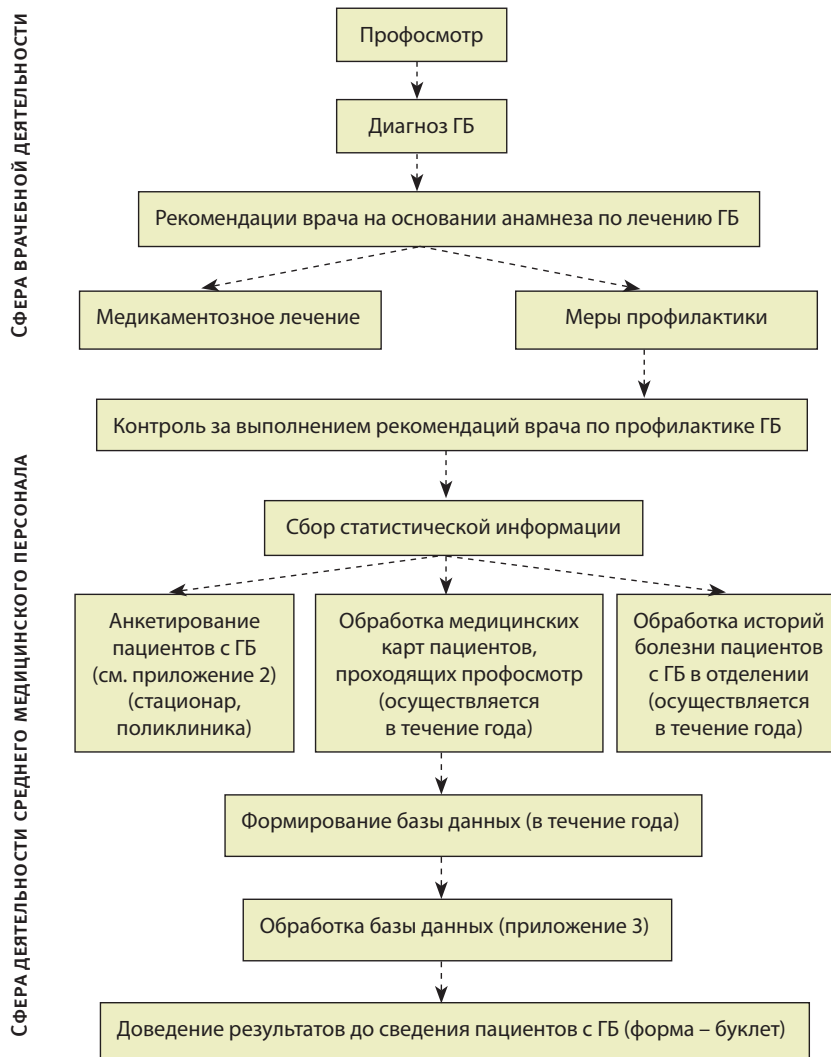 СФЕРА ВРАЧЕБНОЙ ДЕЯТЕЛЬНОСТИ
Профосмотр
Диагноз ГБ
Рекомендации врача на основании анамнеза по лечению ГБ
Медикаментозное лечение
Меры профилактики
СФЕРА ДЕЯТЕЛЬНОСТИ СРЕДНЕГО МЕДИЦИНСКОГО ПЕРСОНАЛА
Контроль за выполнением рекомендаций врача по профилактике ГБ
Сбор статистической информации
Анкетирование
пациентов с ГБ
(см. приложение 2)
(стационар,
поликлиника)
Обработка медицинских
карт пациентов,
проходящих профосмотр
(осуществляется
в течение года)
Обработка историй
болезни пациентов
с ГБ в отделении
(осуществляется
в течение года)
Формирование базы данных (в течение года)
Обработка базы данных (приложение 3)
Доведение результатов до сведения пациентов с ГБ (форма – буклет)